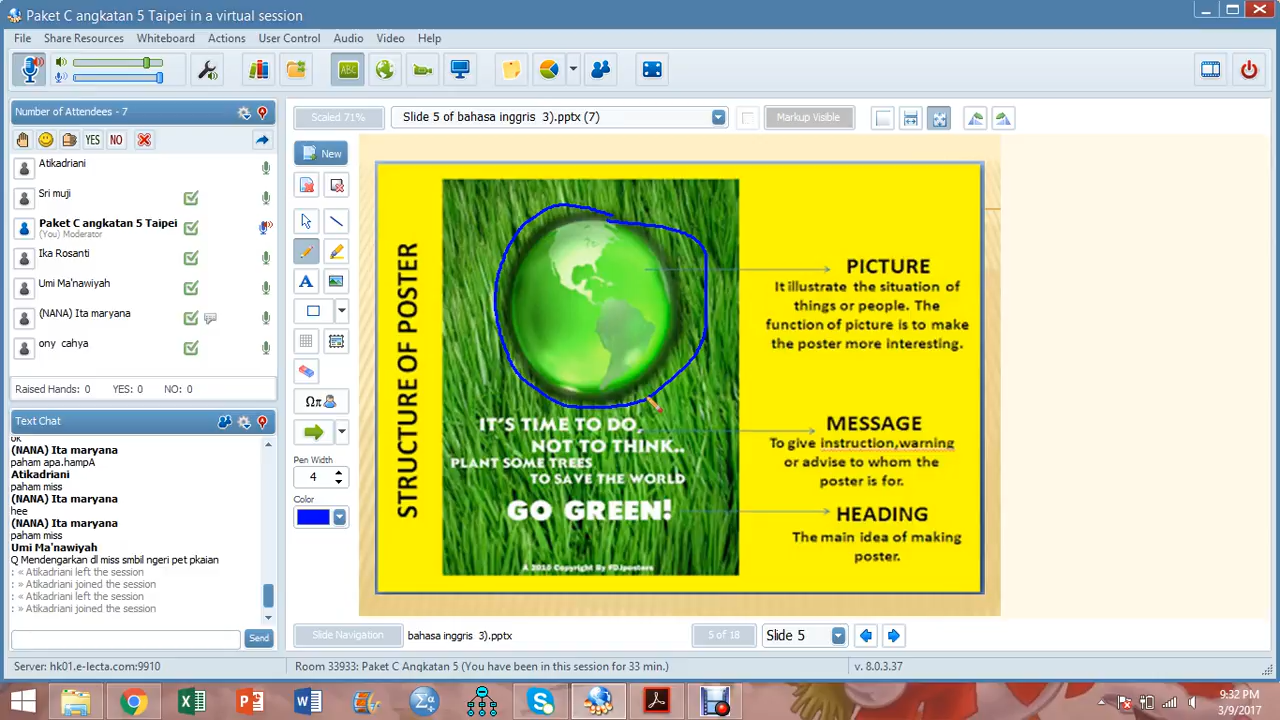 Paket C angkatan 5 Taipei in a virtual session
File Share Resources Whiteboard Actions User Control Audio Video Help
ABC
Number of Attendees - 7
YES NO
Atikadriani
Sri muji
Paket C angkatan 5 Taipei
(You) Moderator
Ika Rosanti
Umi Ma'nawiyah
(NANA) Ita maryana
ony cahya
Raised Hands: 0 YES: 0 NO: 0
Text Chat
ok
(NANA) Ita maryana
paham apa.hampA
Atikadriani
paham miss
(NANA) Ita maryana
hee
(NANA) Ita maryana
paham miss
Umi Ma'nawiyah
Q Mendengarkan dl miss smbil ngeri pet pkaian
: « Atikadriani left the session
: » Atikadriani joined the session
: « Atikadriani left the session
: » Atikadriani joined the session
Send
Scaled 71%
Slide 5 of bahasa inggris 3).pptx (7)
Markup Visible
New
A
Ωπ
Pen Width
4
Color
STRUCTURE OF POSTER
IT'S TIME TO DO,
NOT TO THINK..
PLANT SOME TREES
TO SAVE THE WORLD
GO GREEN!
A 2010 Copyright By FDJposters
PICTURE
It illustrate the situation of
things or people. The
function of picture is to make
the poster more interesting.
MESSAGE
To give instruction,warning
or advise to whom the
poster is for.
HEADING
The main idea of making
poster.
Slide Navigation
bahasa inggris 3).pptx
5 of 18
Slide 5
Server: hk01.e-lecta.com:9910
Room 33933: Paket C Angkatan 5 (You have been in this session for 33 min.)
v. 8.0.3.37
9:32 PM
3/9/2017